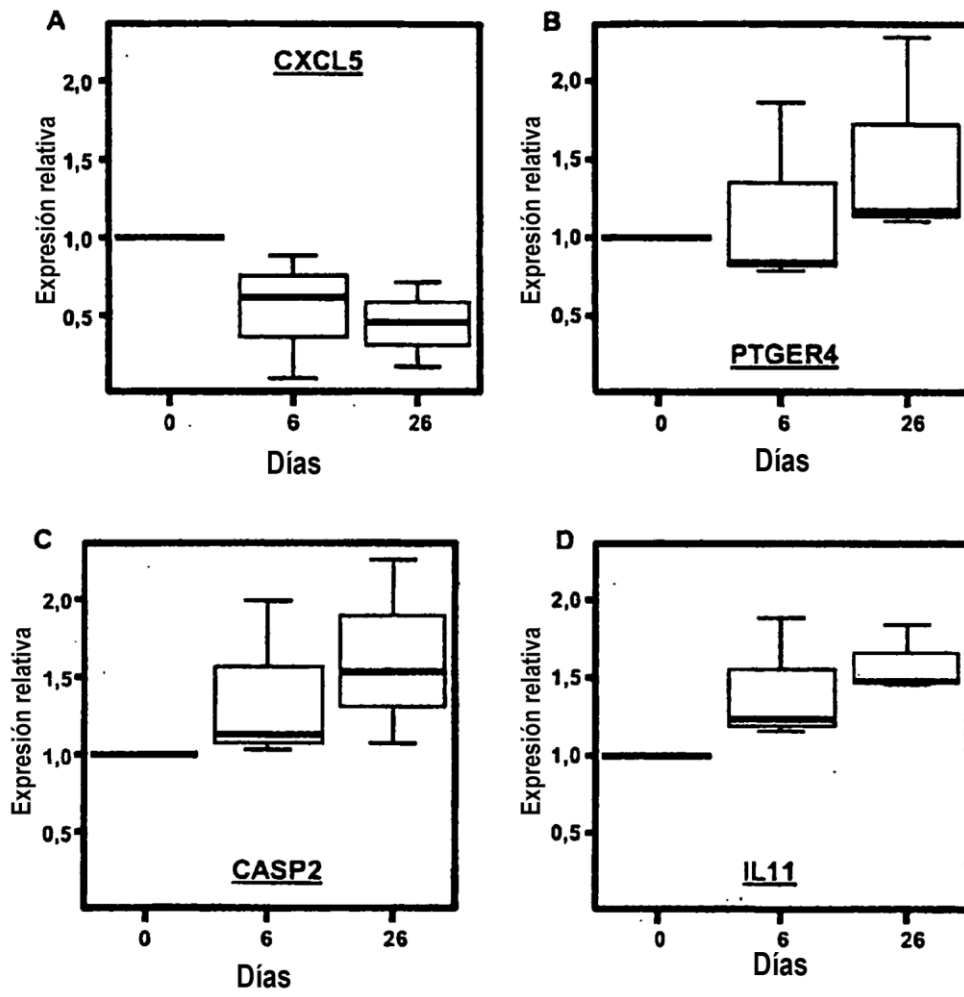 A
CXCL5
Expresión relativa
2,0
1,5
1,0
0,5
0
6
26
Días
B
PTGER4
Expresión relativa
2,0
1,5
1,0
0,5
0
6
26
Días
C
CASP2
Expresión relativa
2,0
1,5
1,0
0,5
0
6
26
Días
D
IL11
Expresión relativa
2,0
1,5
1,0
0,5
0
6
26
Días